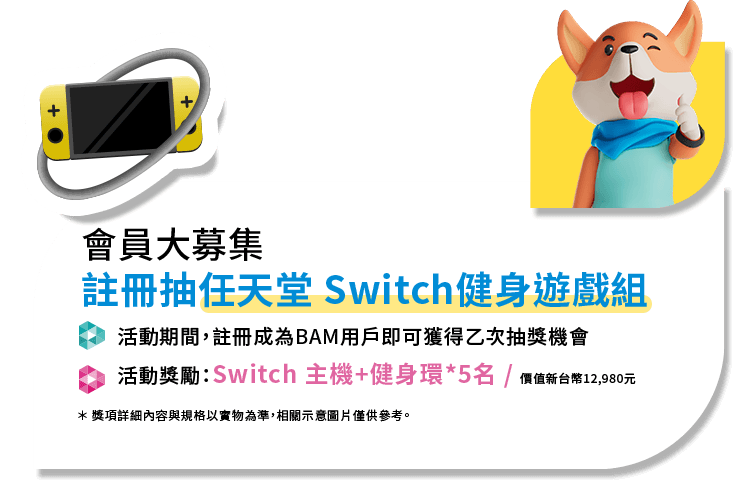 會員大募集
註冊抽任天堂 Switch健身遊戲組
活動期間,註冊成為BAM用戶即可獲得乙次抽獎機會
活動獎勵:Switch 主機+健身環*5名 / 價值新台幣12,980元
＊ 獎項詳細內容與規格以實物為準,相關示意圖片僅供參考。